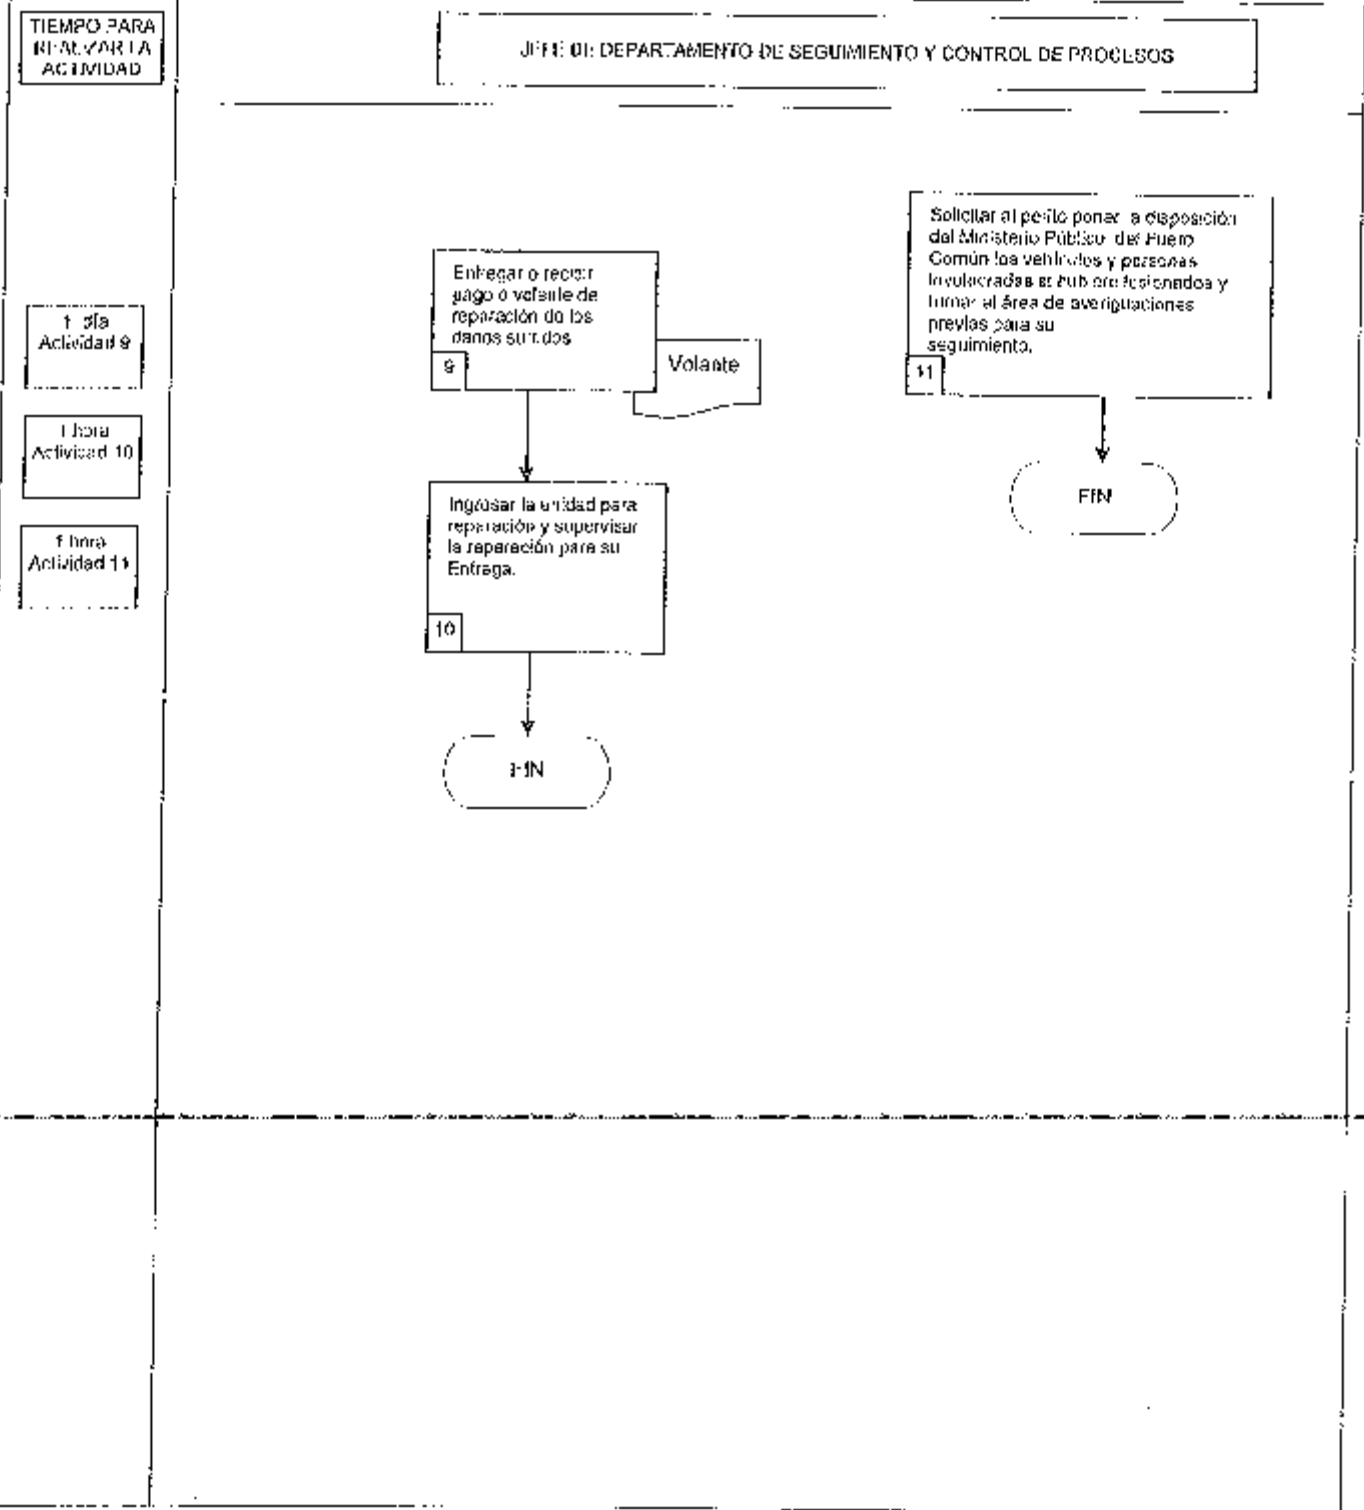 TIEMPO PARA
REALIZAR LA
ACTIVIDAD
JEFE DE DEPARTAMENTO DE SEGUIMIENTO Y CONTROL DE PROCESOS
1 día
Actividad 9
1 hora
Actividad 10
1 hora
Actividad 11
Entregar o recibir
pago o volante de
reparación de los
daños sufridos
9
Volante
Ingresar la unidad para
reparación y supervisar
la reparación para su
Entrega.
10
FIN
Solicitar al perito poner a disposición
del Ministerio Público del Fuero
Común los vehículos y personas
involucradas si hubiere lesionados y
turnar al área de averiguaciones
previas para su
seguimiento.
11
FIN